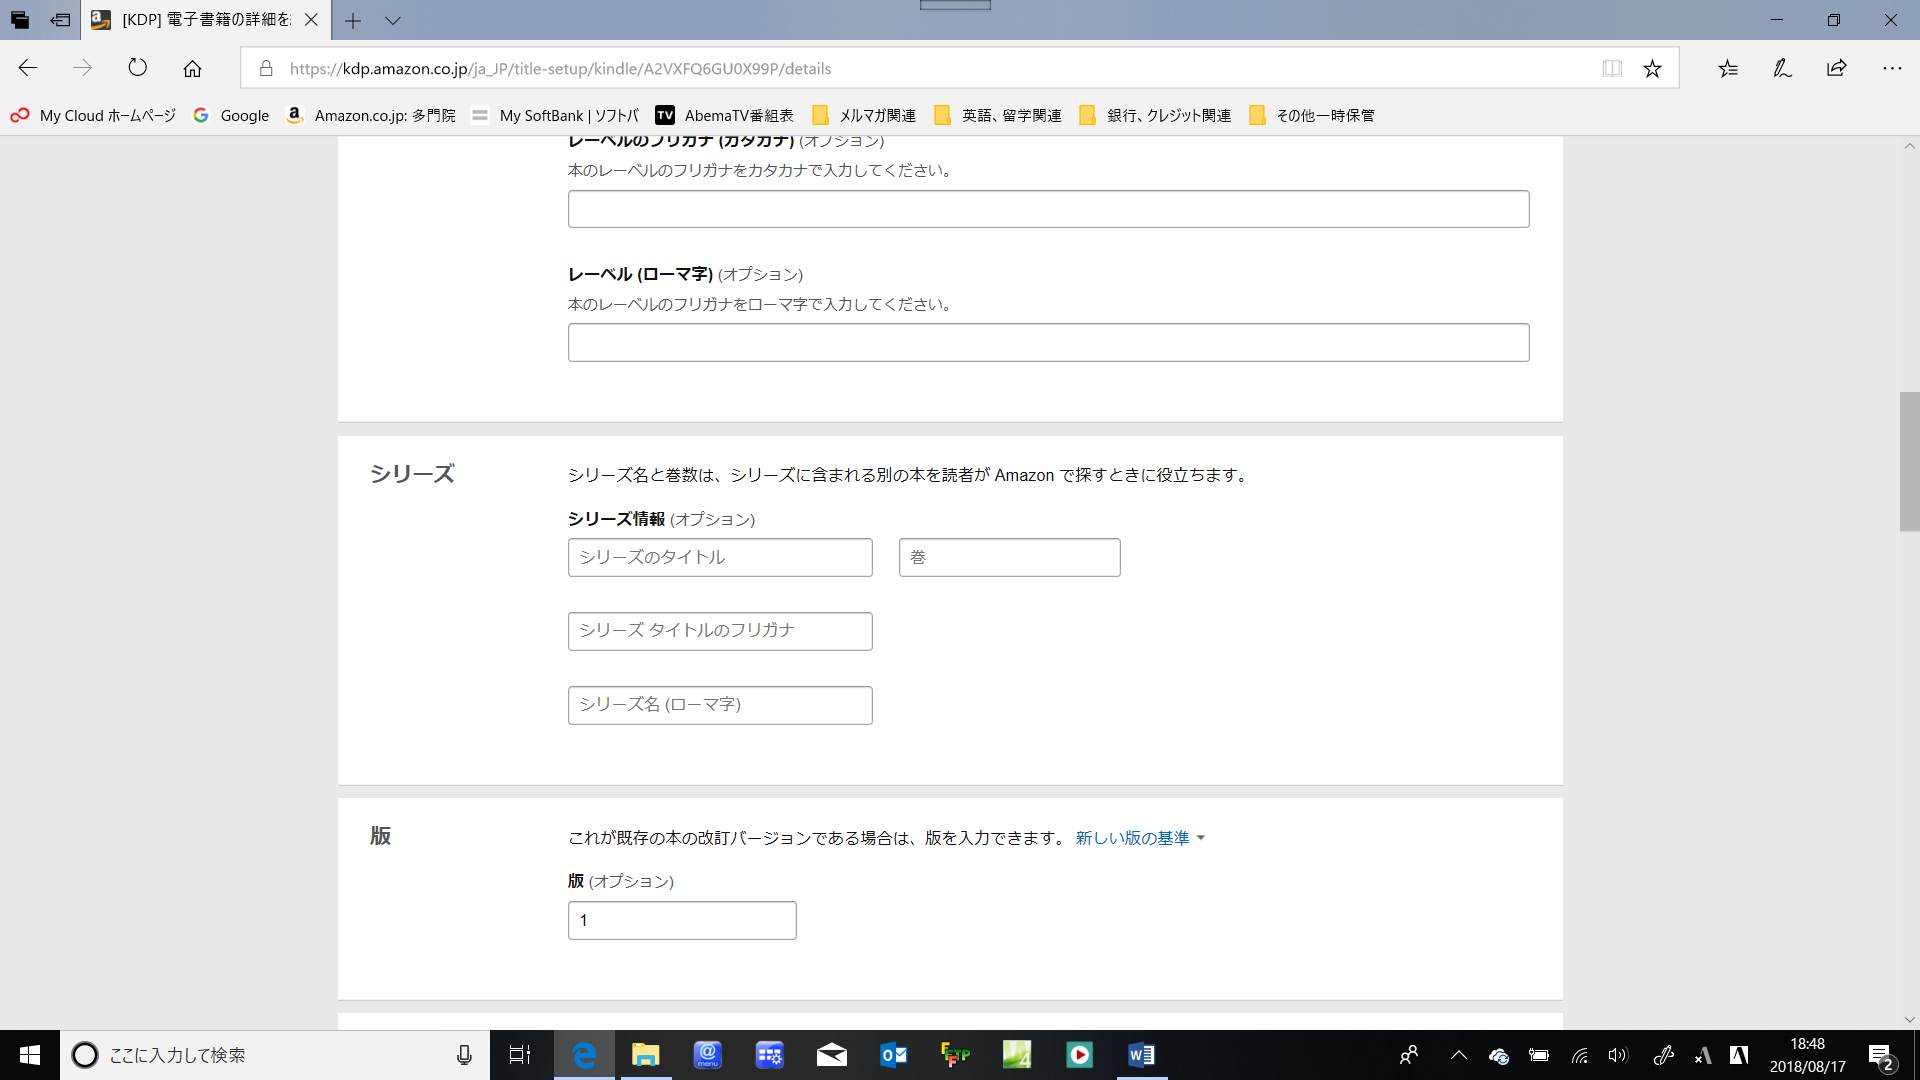 [KDP] 電子書籍の詳細を
https://kdp.amazon.co.jp/ja_JP/title-setup/kindle/A2VXFQ6GU0X99P/details
My Cloud ホームページ Google Amazon.co.jp: 多門院 My SoftBank | ソフトバ AbemaTV番組表 メルマガ関連 英語、留学関連 銀行、クレジット関連 その他一時保管
レーベルのフリガナ (カタカナ) (オプション)
本のレーベルのフリガナをカタカナで入力してください。
レーベル (ローマ字) (オプション)
本のレーベルのフリガナをローマ字で入力してください。
シリーズ
シリーズ名と巻数は、シリーズに含まれる別の本を読者が Amazon で探すときに役立ちます。
シリーズ情報 (オプション)
シリーズのタイトル 巻
シリーズ タイトルのフリガナ
シリーズ名 (ローマ字)
版
これが既存の本の改訂バージョンである場合は、版を入力できます。 新しい版の基準
版 (オプション)
1
ここに入力して検索
18:48
2018/08/17
2